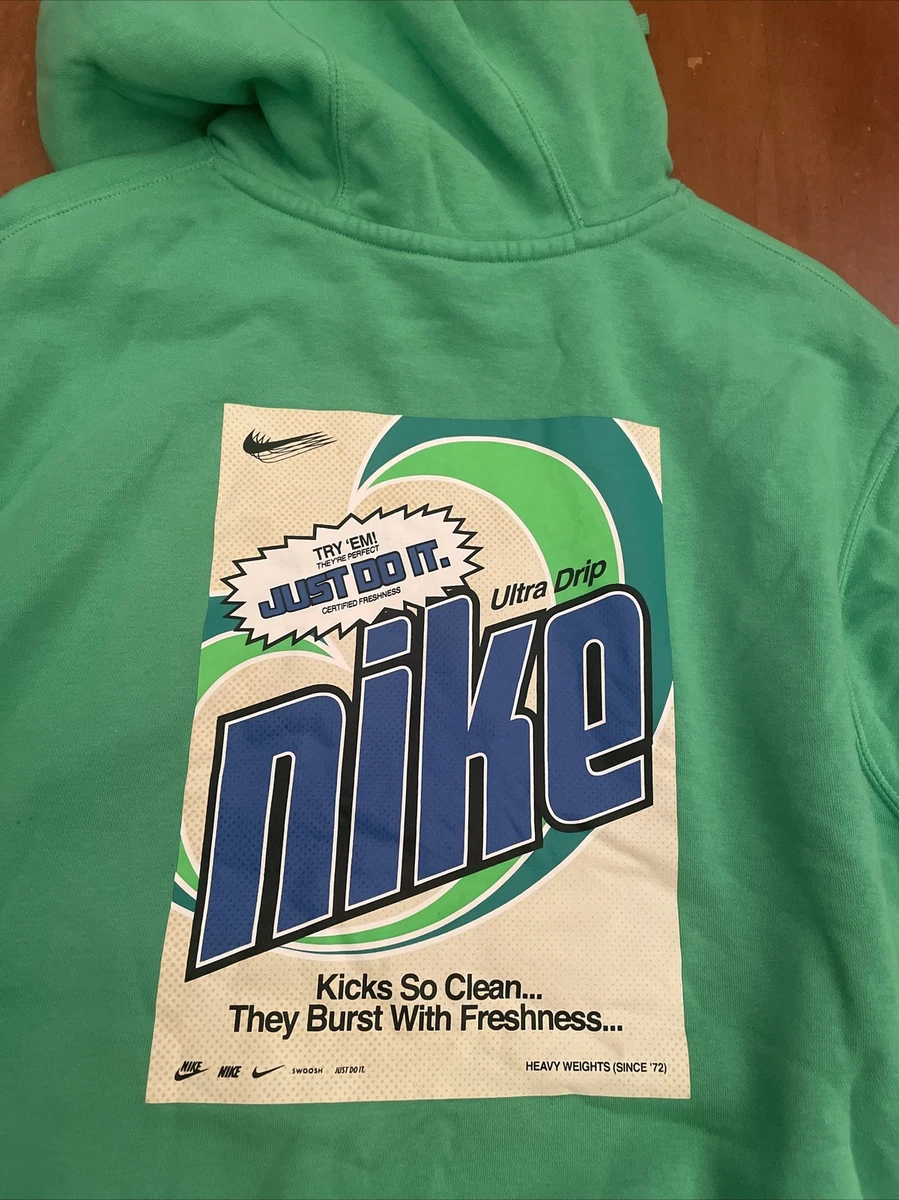 TRY 'EM!
THEY'RE PERFECT
JUST DO IT.
CERTIFIED FRESHNESS
Ultra Drip
nike
Kicks So Clean...
They Burst With Freshness...
NIKE NIKE SWOOSH JUST DO IT. HEAVY WEIGHTS (SINCE '72)